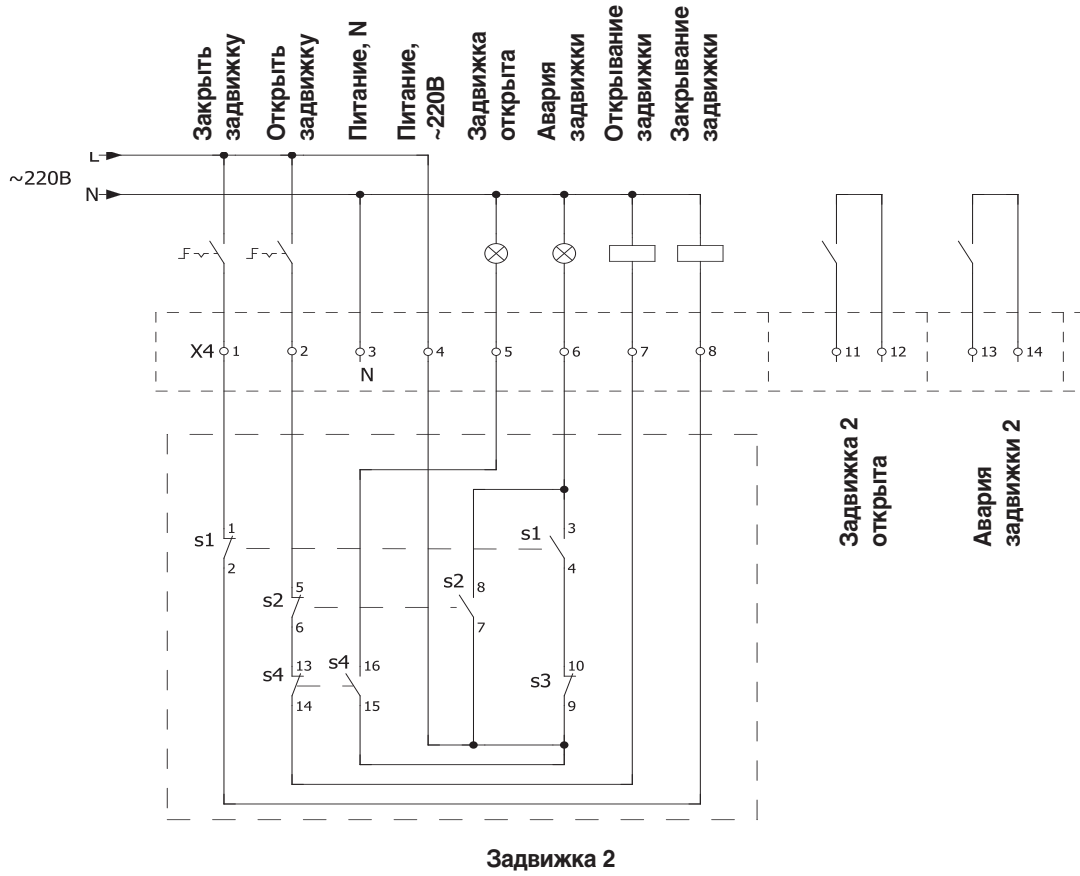 Закрыть
задвижку
Открыть
задвижку
Питание, N
Питание,
~220В
Задвижка
открыта
Авария
задвижки
Открывание
задвижки
Закрывание
задвижки
L
~220В
N
X4 1 2 3 4 5 6 7 8 11 12 13 14
N
Задвижка 2
открыта
Авария
задвижки 2
1 3
s1 s1
2 4
5 s2 8
s2
6 7
13 s4 16 10
s4 s3
14 15 9
Задвижка 2